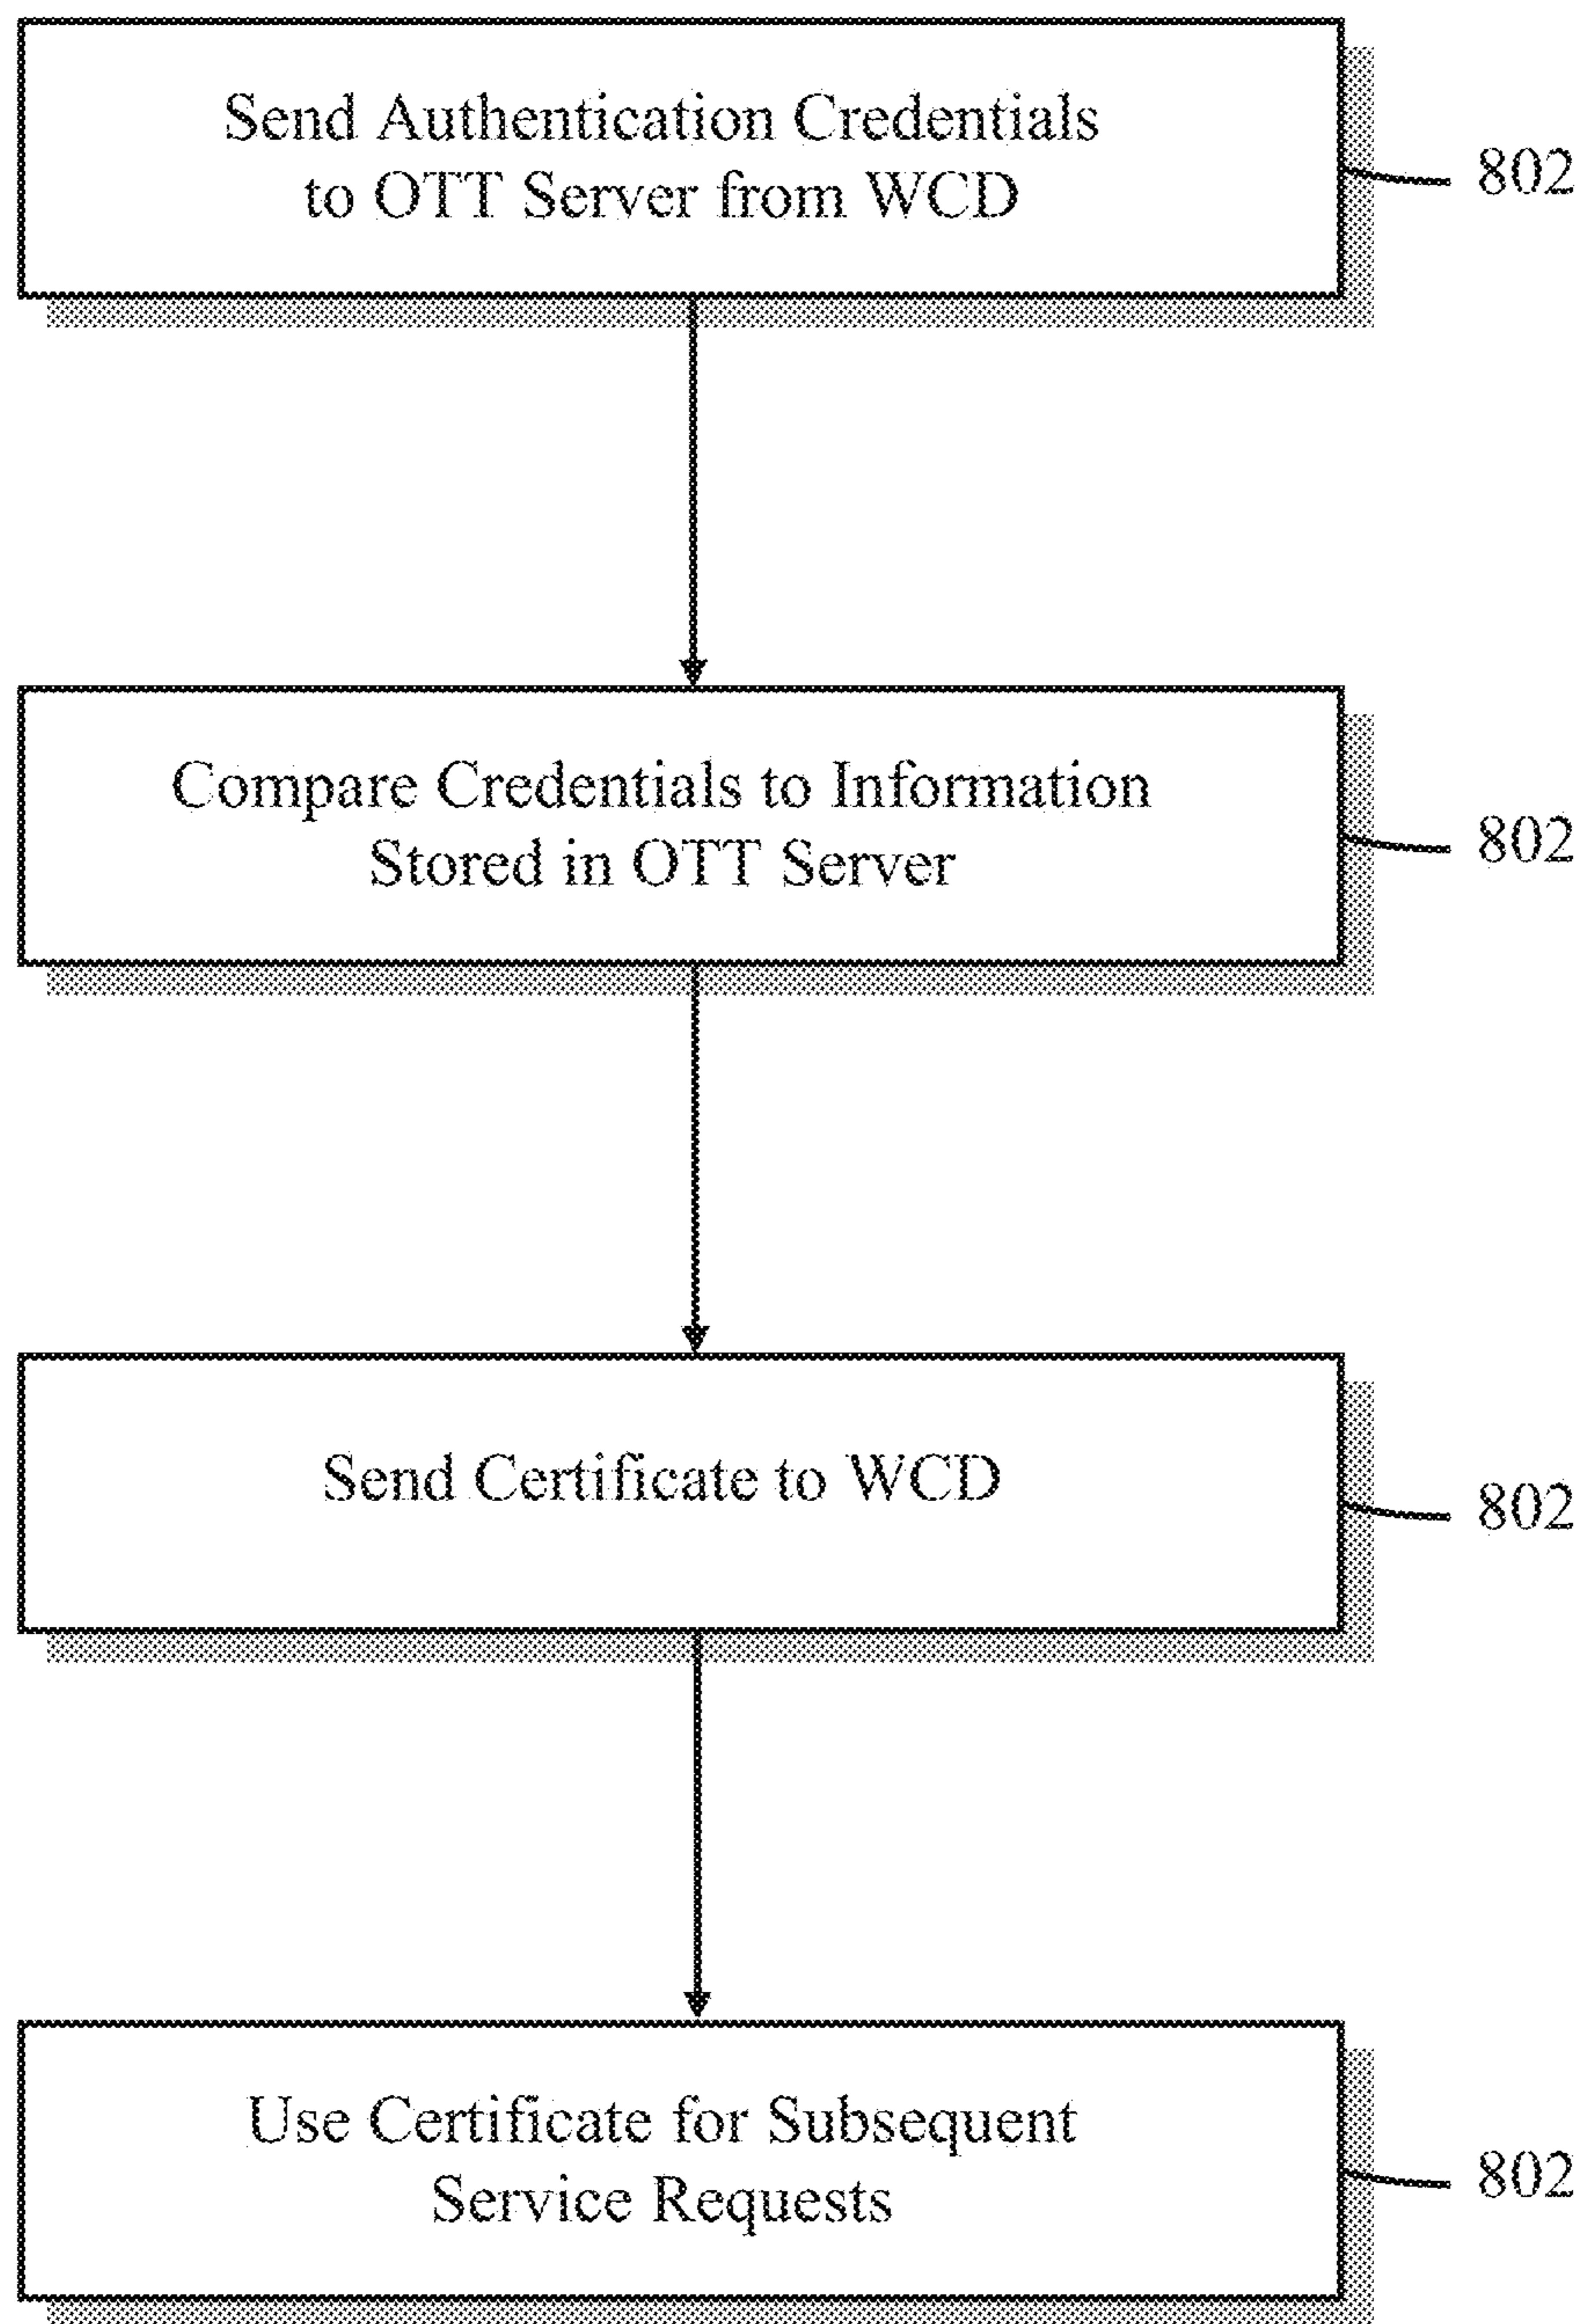 Send Authentication Credentials
to OTT Server from WCD
802
Compare Credentials to Information
Stored in OTT Server
802
Send Certificate to WCD
802
Use Certificate for Subsequent
Service Requests
802